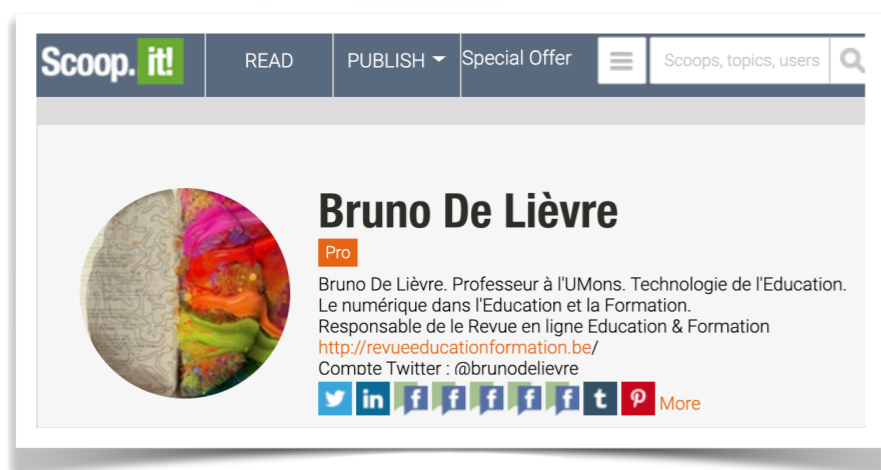 Scoop. it!
READ
PUBLISH
Special Offer
Scoops, topics, users
Bruno De Lièvre
Pro
Bruno De Lièvre. Professeur à l'UMons. Technologie de l'Education.
Le numérique dans l'Education et la Formation.
Responsable de le Revue en ligne Education & Formation
http://revueeducationformation.be/
Compte Twitter : @brunodelievre
More